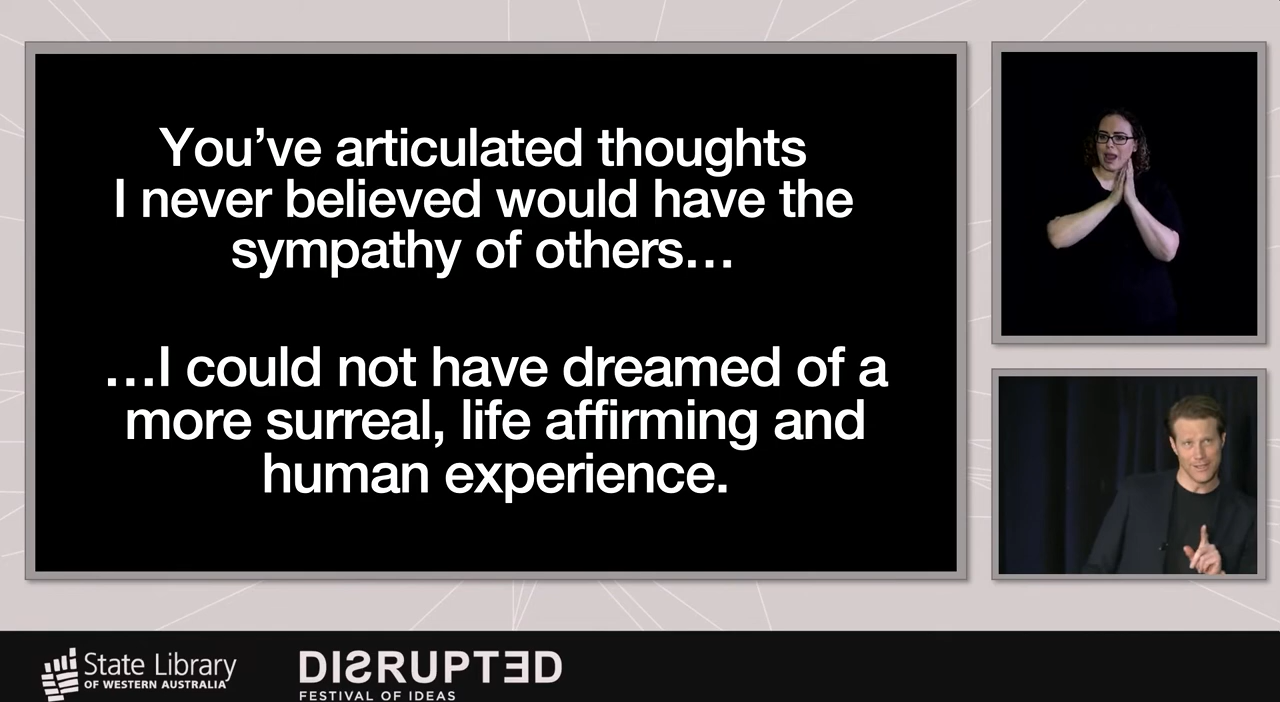 You’ve articulated thoughts
I never believed would have the
sympathy of others…
…I could not have dreamed of a
more surreal, life affirming and
human experience.
State Library
OF WESTERN AUSTRALIA
DISRUPTED
FESTIVAL OF IDEAS